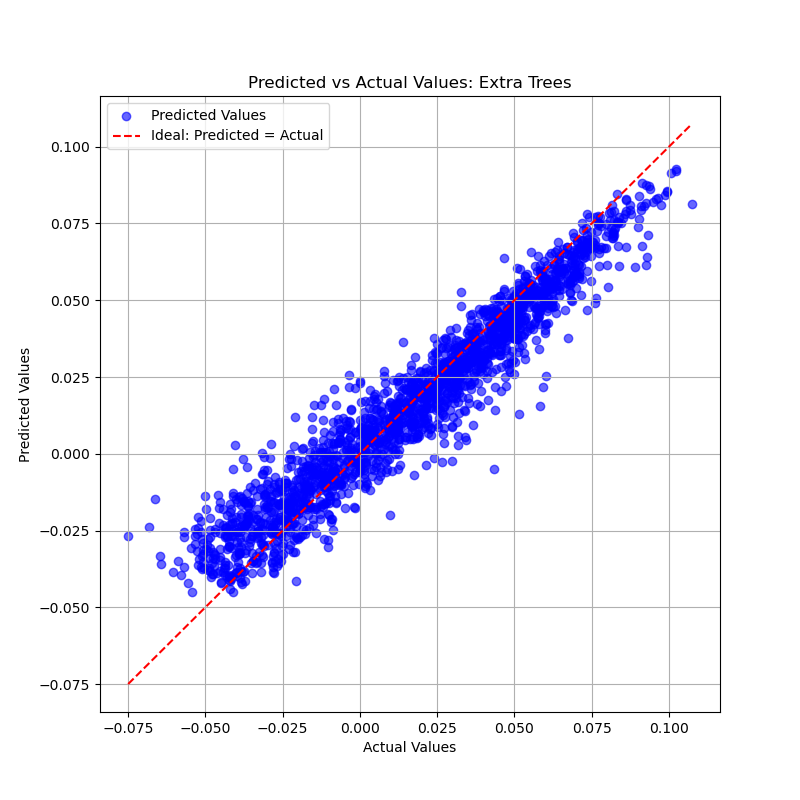 Predicted vs Actual Values: Extra Trees
Predicted Values
Ideal: Predicted = Actual
0.100
0.075
0.050
0.025
0.000
−0.025
−0.050
−0.075
Predicted Values
−0.075 −0.050 −0.025 0.000 0.025 0.050 0.075 0.100
Actual Values